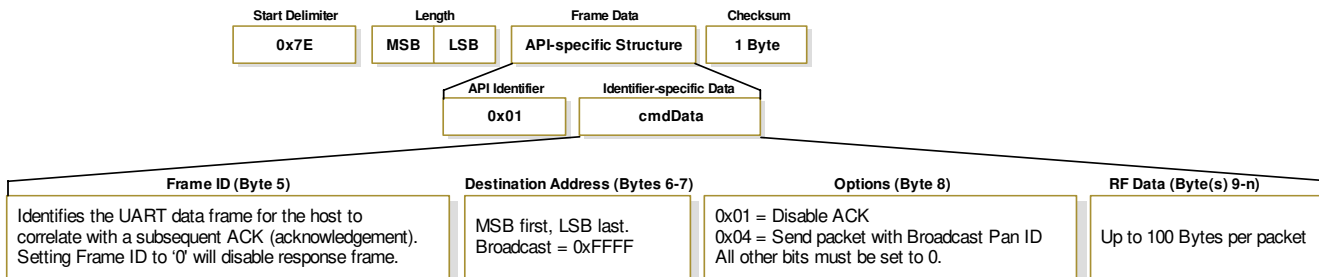 Start Delimiter
Length
Frame Data
Checksum
0x7E
MSB
LSB
API-specific Structure
1 Byte
API Identifier
Identifier-specific Data
0x01
cmdData
Frame ID (Byte 5)
Identifies the UART data frame for the host to
correlate with a subsequent ACK (acknowledgement).
Setting Frame ID to ‘0' will disable response frame.
Destination Address (Bytes 6-7)
MSB first, LSB last.
Broadcast = 0xFFFF
Options (Byte 8)
0x01 = Disable ACK
0x04 = Send packet with Broadcast Pan ID
All other bits must be set to 0.
RF Data (Byte(s) 9-n)
Up to 100 Bytes per packet